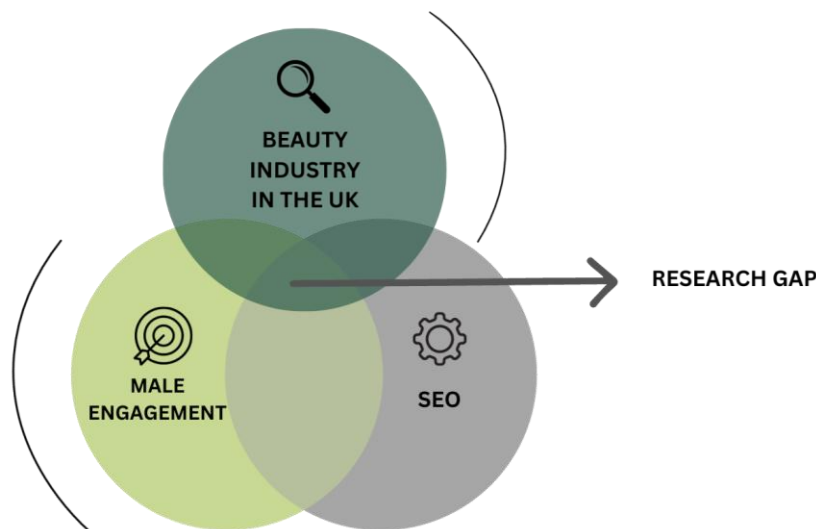 BEAUTY
INDUSTRY
IN THE UK
RESEARCH GAP
MALE
ENGAGEMENT
SEO